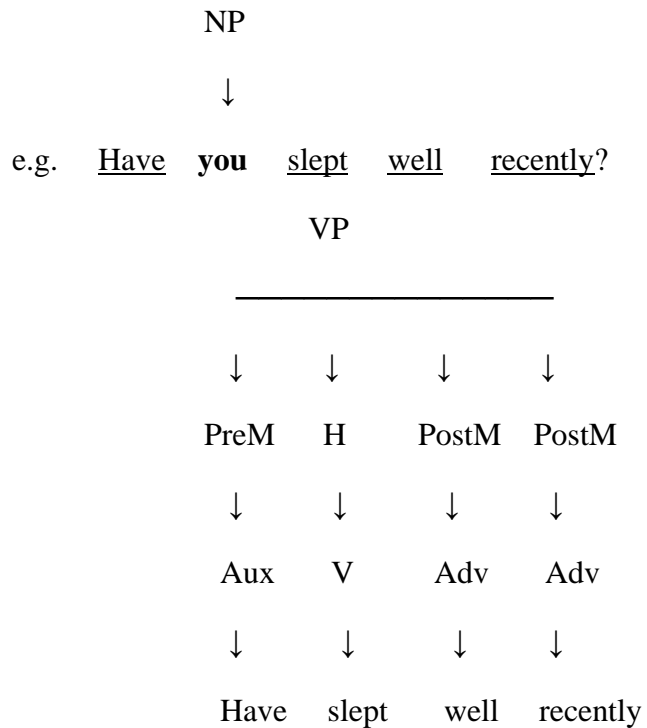 NP
↓
e.g. Have you slept well recently?
VP
↓ ↓ ↓ ↓
PreM H PostM PostM
↓ ↓ ↓ ↓
Aux V Adv Adv
↓ ↓ ↓ ↓
Have slept well recently